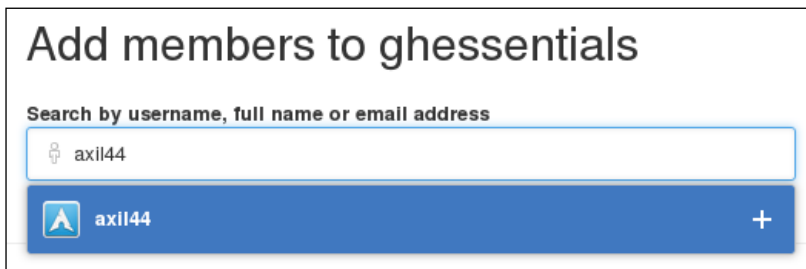 Add members to ghessentials
Search by username, full name or email address
axil44
axil44 +